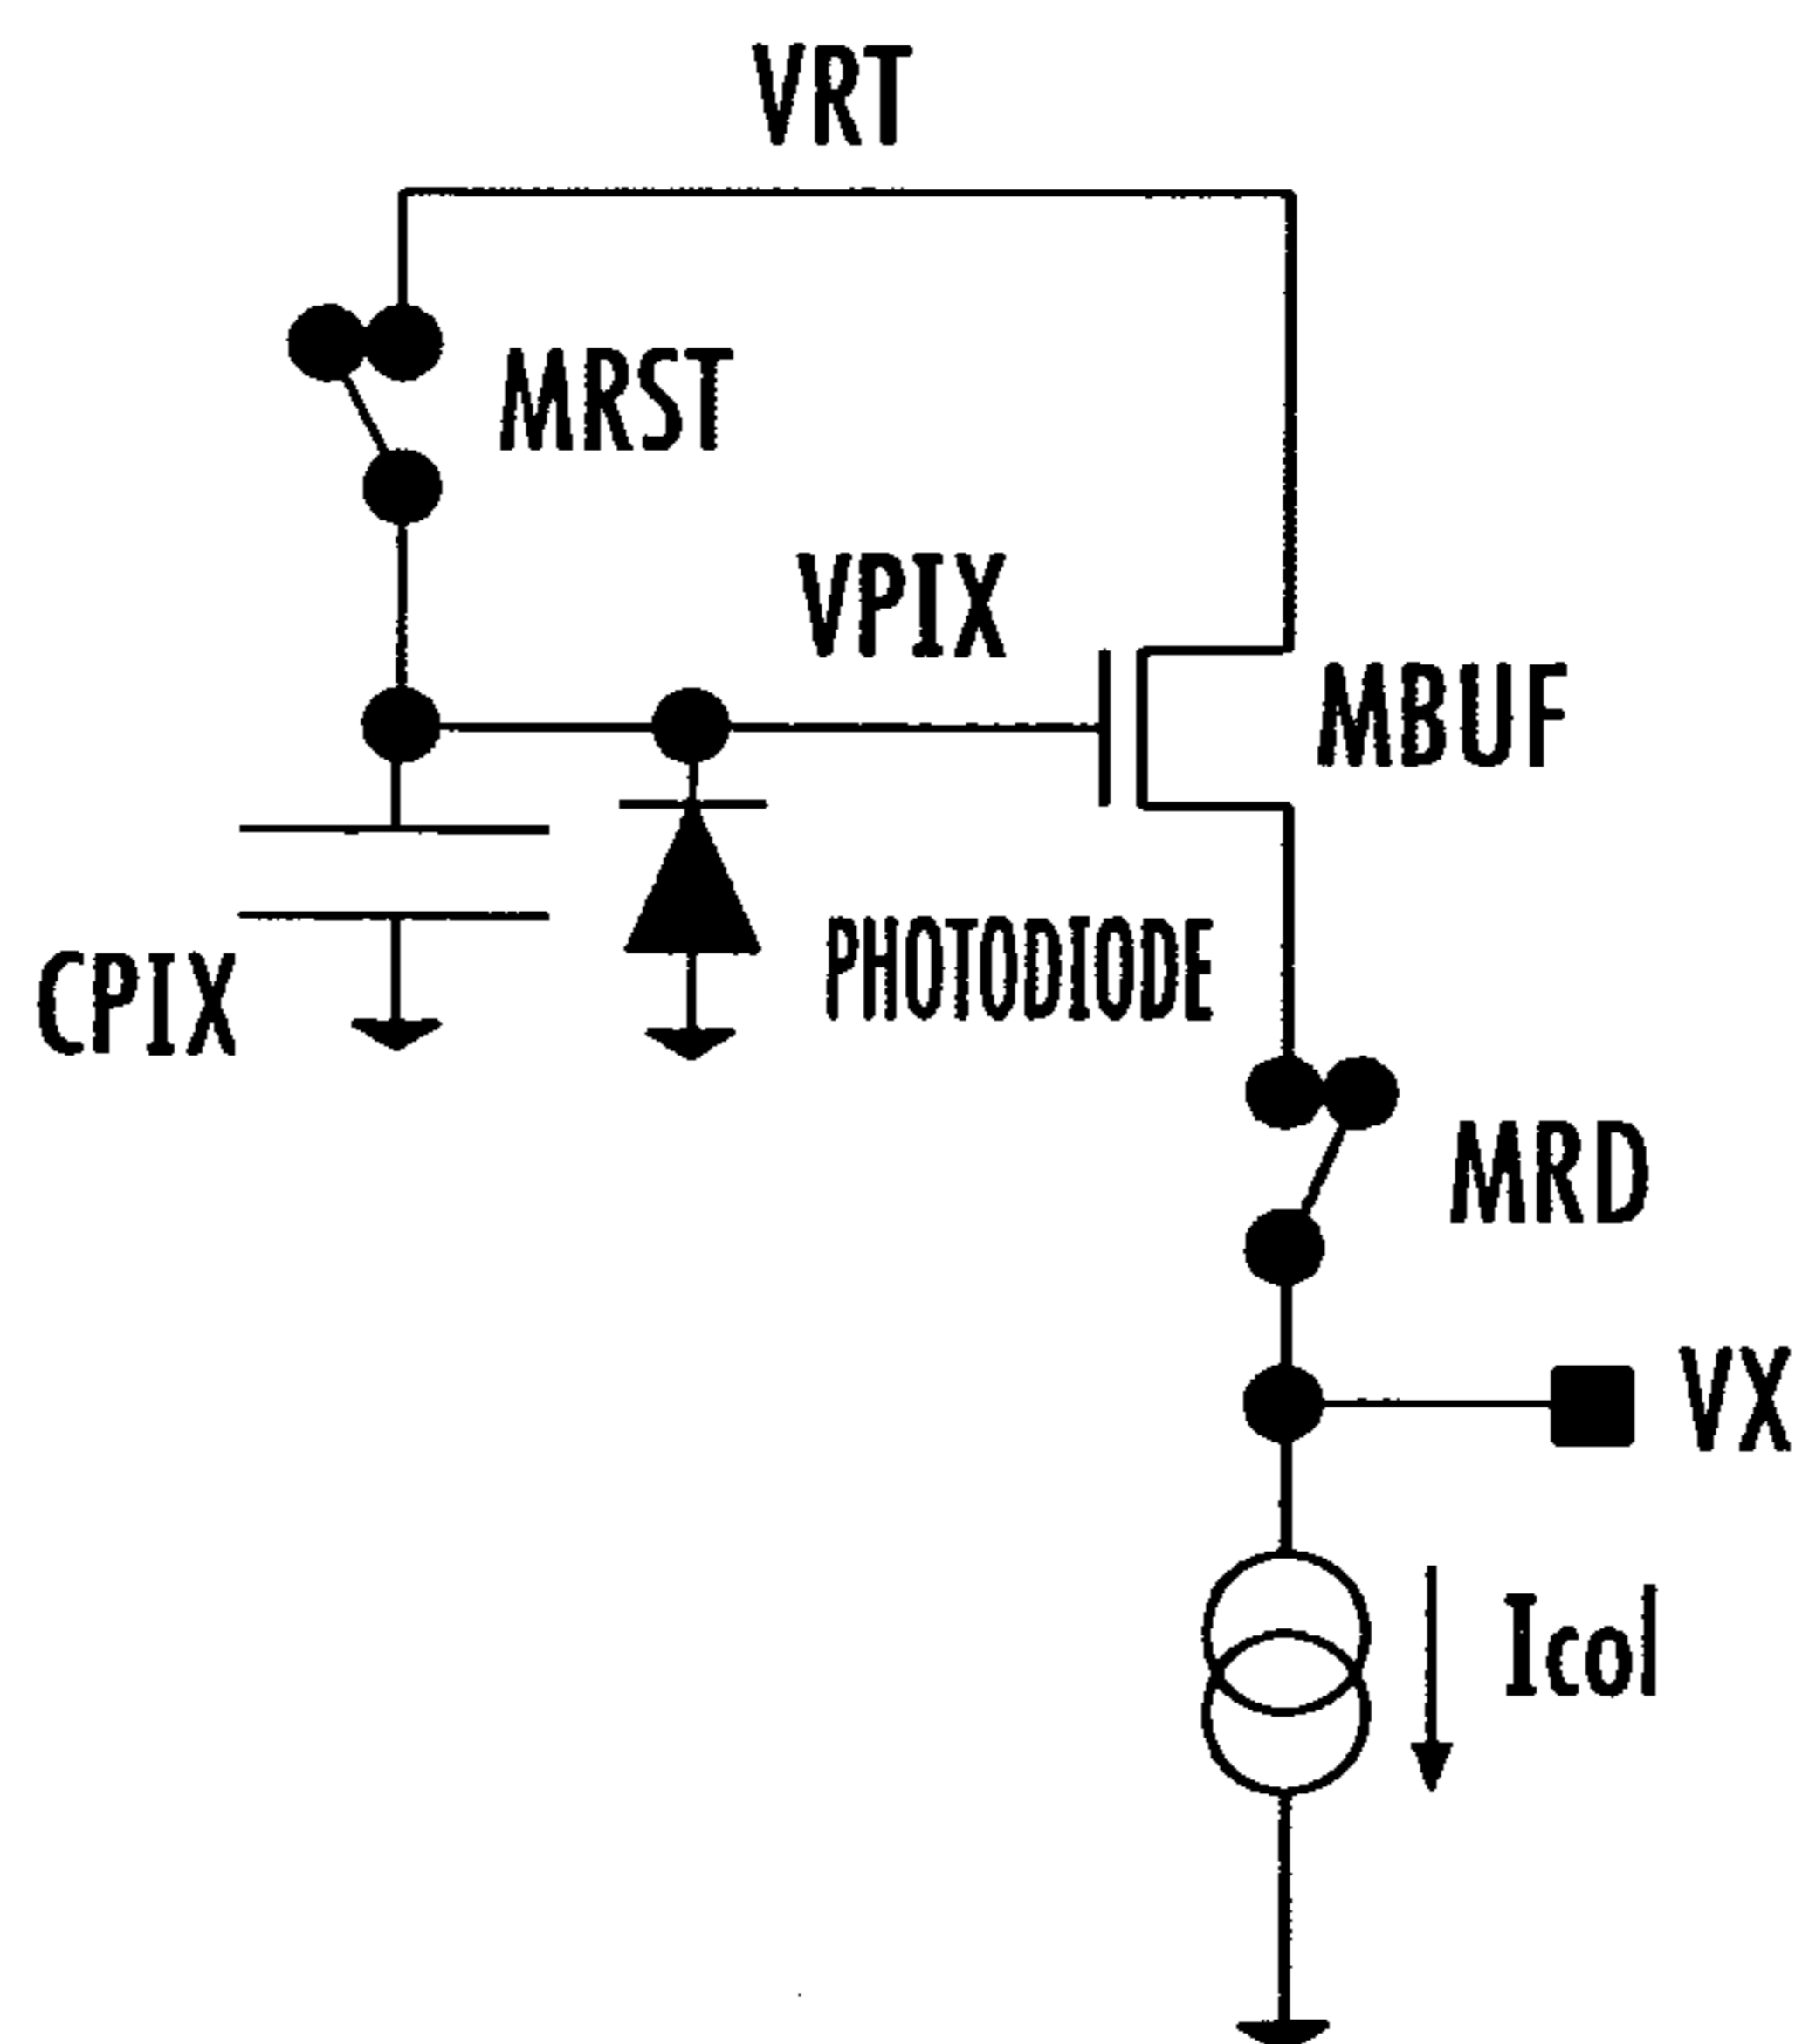 VRT
MRST
VPIX
MBUF
CPIX
PHOTODIODE
MRD
VX
Icol